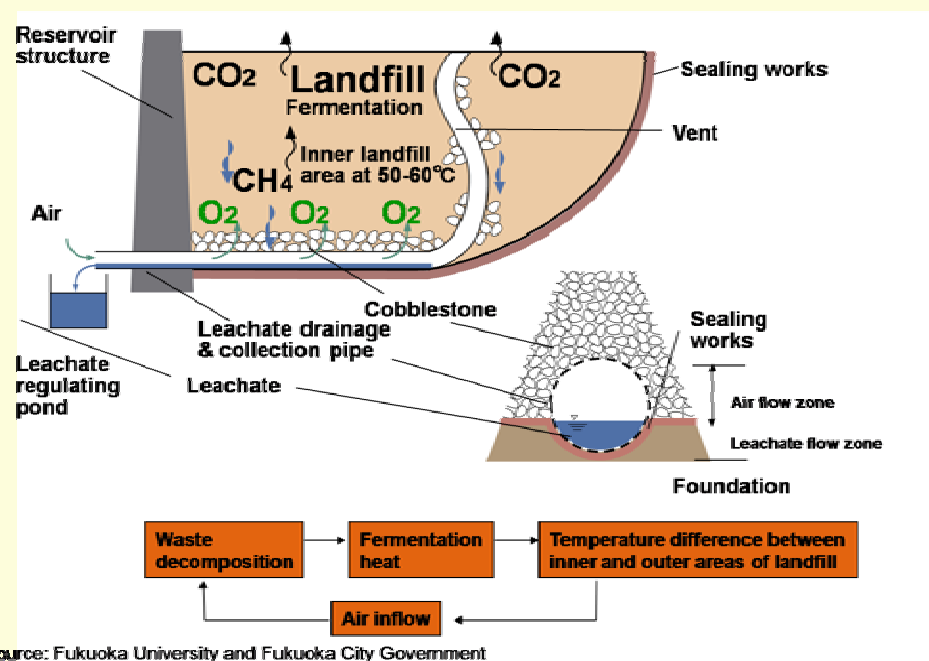 Reservoir
structure
CO2
Landfill
Fermentation
CO2
Sealing works
Vent
Inner landfill
area at 50-60°C
CH4
O2
O2
O2
Air
Cobblestone
Leachate drainage
& collection pipe
Sealing
works
Leachate
regulating
pond
Leachate
Air flow zone
Leachate flow zone
Foundation
Waste
decomposition
Fermentation
heat
Temperature difference between
inner and outer areas of landfill
Air inflow
ource: Fukuoka University and Fukuoka City Government